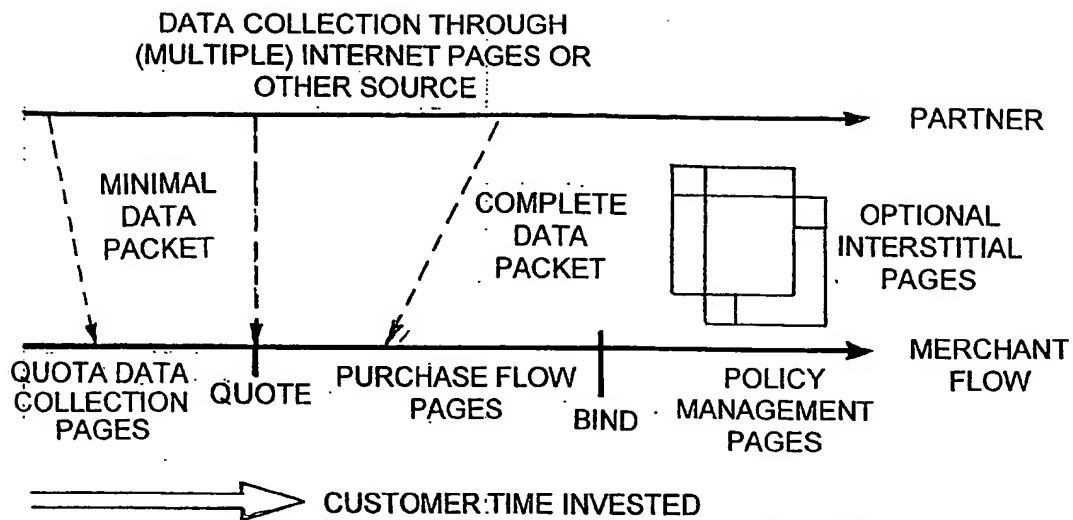 DATA COLLECTION THROUGH
(MULTIPLE) INTERNET PAGES OR
OTHER SOURCE
PARTNER
MINIMAL
DATA
PACKET
COMPLETE
DATA
PACKET
OPTIONAL
INTERSTITIAL
PAGES
MERCHANT
FLOW
QUOTA DATA
COLLECTION
PAGES
QUOTE
PURCHASE FLOW
PAGES
BIND
POLICY
MANAGEMENT
PAGES
CUSTOMER TIME INVESTED